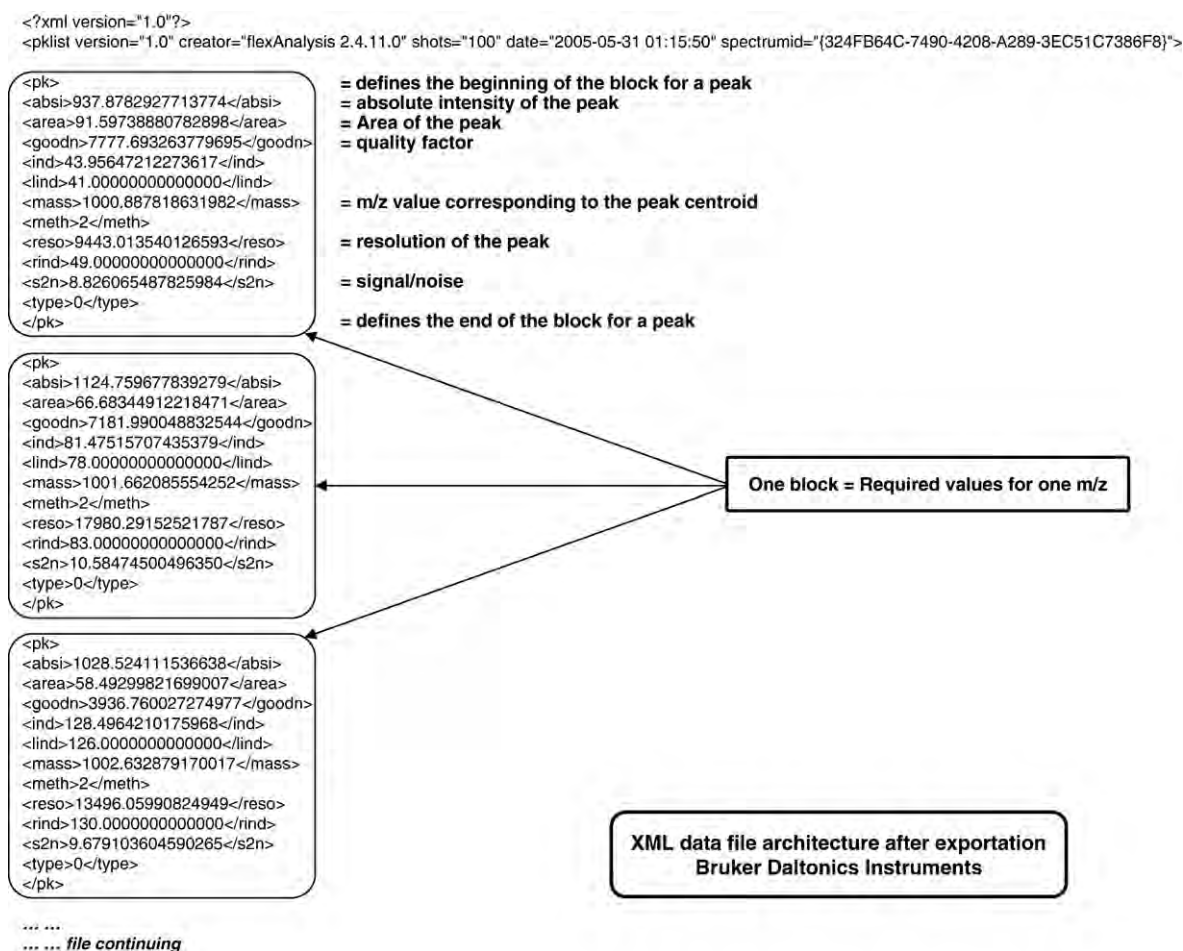 <?xml version="1.0"?>
<pklist version="1.0" creator="flexAnalysis 2.4.11.0" shots="100" date="2005-05-31 01:15:50" spectrumid="{324FB64C-7490-4208-A289-3EC51C7386F8}">
<pk> = defines the beginning of the block for a peak
<absi>937.8782927713774</absi> = absolute intensity of the peak
<area>91.59738880782898</area> = Area of the peak
<goodn>7777.693263779695</goodn> = quality factor
<ind>43.95647212273617</ind>
<lind>41.00000000000000</lind>
<mass>1000.887818631982</mass> = m/z value corresponding to the peak centroid
<meth>2</meth>
<reso>9443.013540126593</reso> = resolution of the peak
<rind>49.00000000000000</rind>
<s2n>8.826065487825984</s2n> = signal/noise
<type>0</type>
</pk> = defines the end of the block for a peak
<pk>
<absi>1124.759677839279</absi>
<area>66.68344912218471</area>
<goodn>7181.990048832544</goodn>
<ind>81.47515707435379</ind>
<lind>78.00000000000000</lind>
<mass>1001.662085554252</mass>
<meth>2</meth>
<reso>17980.29152521787</reso>
<rind>83.00000000000000</rind>
<s2n>10.58474500496350</s2n>
<type>0</type>
</pk>
One block = Required values for one m/z
<pk>
<absi>1028.524111536638</absi>
<area>58.49299821699007</area>
<goodn>3936.760027274977</goodn>
<ind>128.4964210175968</ind>
<lind>126.0000000000000</lind>
<mass>1002.632879170017</mass>
<meth>2</meth>
<reso>13496.05990824949</reso>
<rind>130.0000000000000</rind>
<s2n>9.679103604590265</s2n>
<type>0</type>
</pk>
XML data file architecture after exportation
Bruker Daltonics Instruments
... ...
... ... file continuing